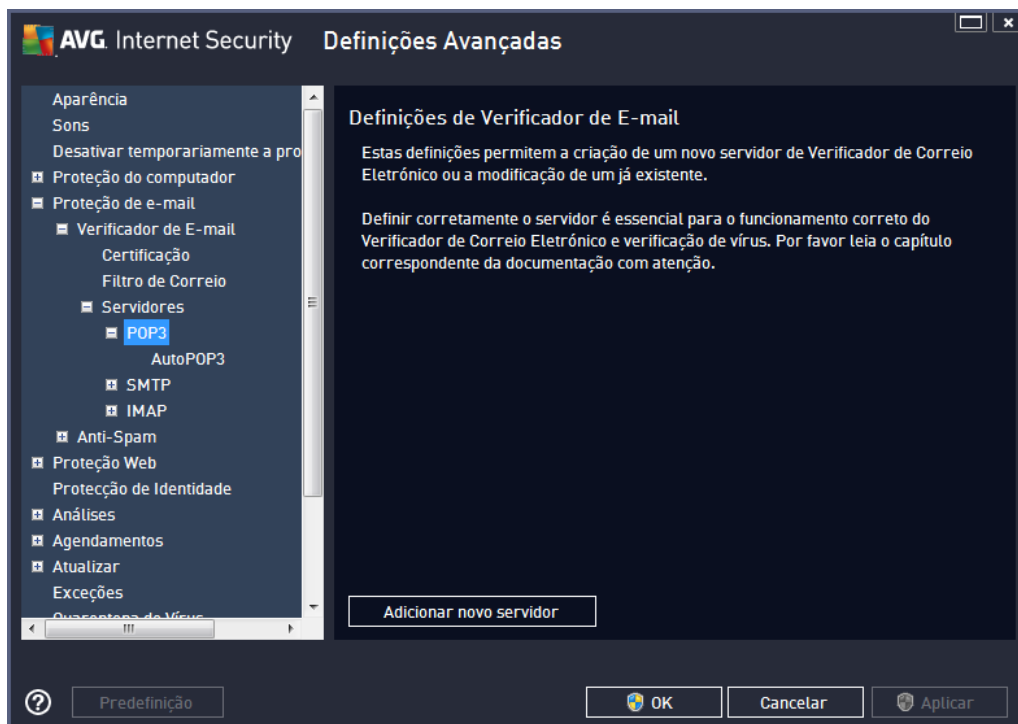 AVG. Internet Security
Definições Avançadas
Aparência
Sons
Desativar temporariamente a pro
Proteção do computador
Proteção de e-mail
Verificador de E-mail
Certificação
Filtro de Correio
Servidores
POP3
AutoPOP3
SMTP
IMAP
Anti-Spam
Proteção Web
Protecção de Identidade
Análises
Agendamentos
Atualizar
Exceções
Quarentena de Vírus
Definições de Verificador de E-mail
Estas definições permitem a criação de um novo servidor de Verificador de Correio
Eletrónico ou a modificação de um já existente.
Definir corretamente o servidor é essencial para o funcionamento correto do
Verificador de Correio Eletrónico e verificação de vírus. Por favor leia o capítulo
correspondente da documentação com atenção.
Adicionar novo servidor
Predefinição
OK
Cancelar
Aplicar